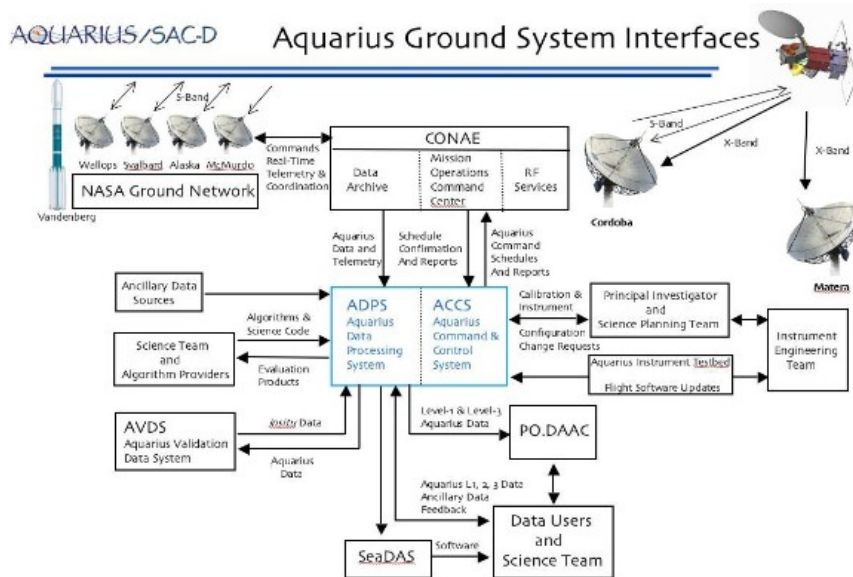 AQUARIUS/SAC-D
Aquarius Ground System Interfaces
S-Band
Wallops
Svalbard
Alaska
McMurdo
NASA Ground Network
Vandenberg
Commands
Real-Time
Telemetry &
Coordination
CONAE
Data
Archive
Mission
Operations
Command
Center
RF
Services
S-Band
X-Band
X-Band
Cordoba
Matera
Aquarius
Data and
Telemetry
Schedule
Confirmation
And Reports
Aquarius
Command
Schedules
And Reports
Ancillary Data
Sources
ADPS
Aquarius
Data
Processing
System
ACCS
Aquarius
Command &
Control
System
Calibration &
Instrument
Configuration
Change Requests
Principal Investigator
and
Science Planning Team
Instrument
Engineering
Team
Algorithms &
Science Code
Science Team
and
Algorithm Providers
Evaluation
Products
Aquarius Instrument Testbed
Flight Software Updates
AVDS
Aquarius Validation
Data System
Insitu Data
Aquarius
Data
Level-1 & Level-3
Aquarius Data
PO.DAAC
Aquarius L1, 2, 3 Data
Ancillary Data
Feedback
Data Users
and
Science Team
SeaDAS
Software